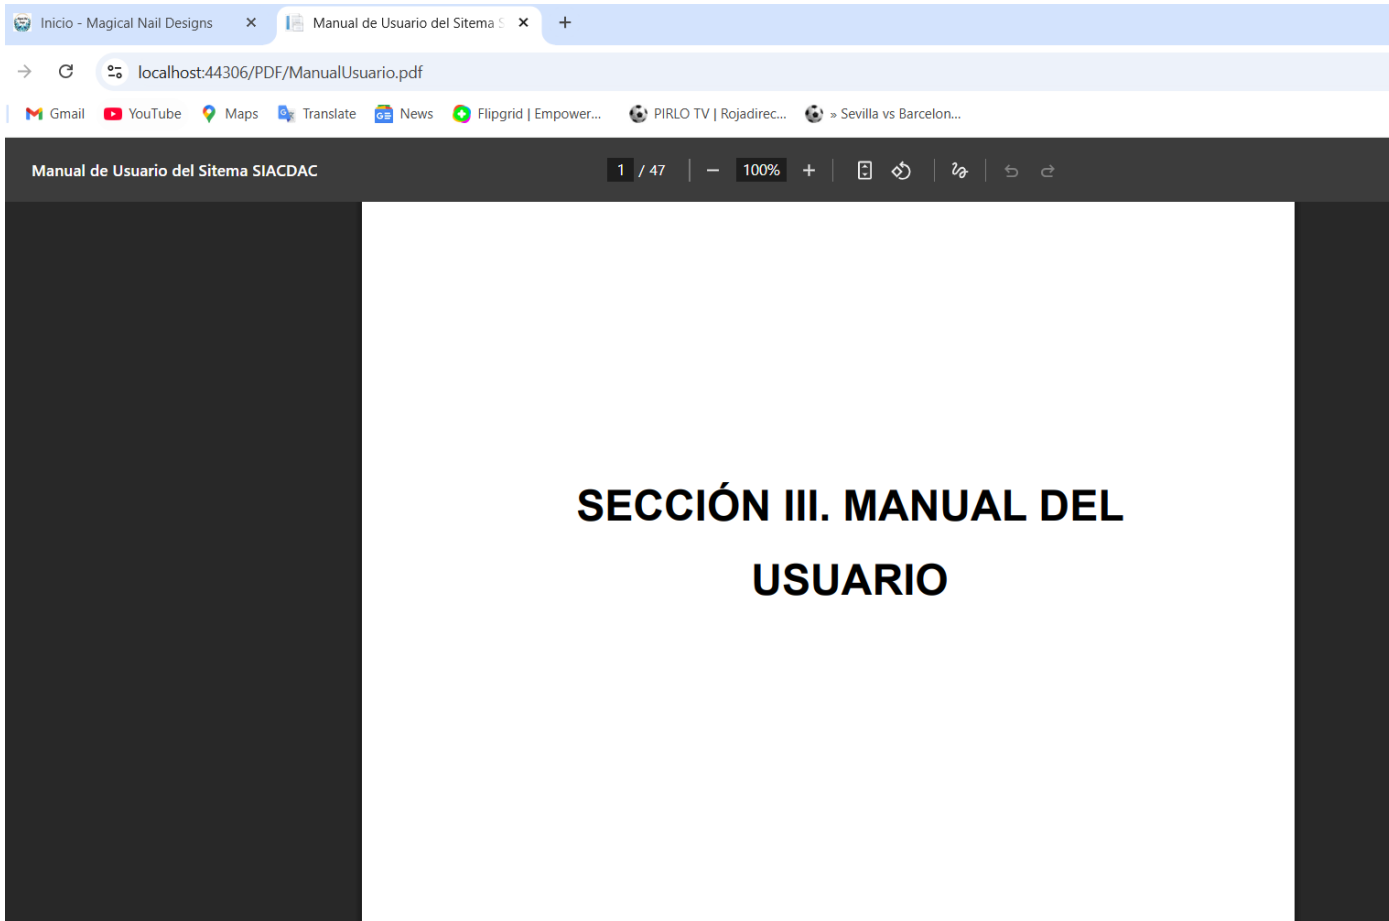 Inicio - Magical Nail Designs
Manual de Usuario del Sitema S
localhost:44306/PDF/ManualUsuario.pdf
Gmail YouTube Maps Translate News Flipgrid | Empower... PIRLO TV | Rojadirec... » Sevilla vs Barcelon...
Manual de Usuario del Sitema SIACDAC 1 / 47 100%
SECCIÓN III. MANUAL DEL
USUARIO